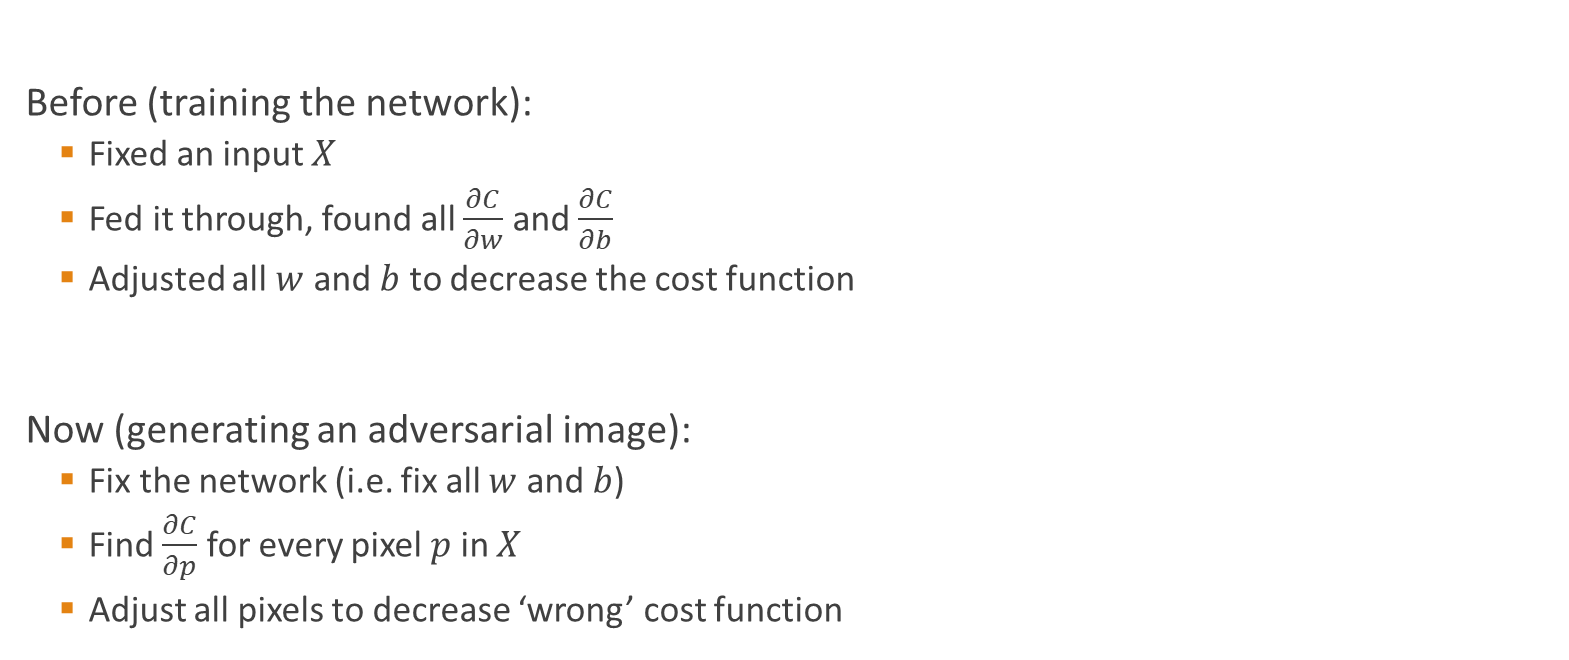 Before (training the network):
▪ Fixed an input X
▪ Fed it through, found all ∂C/∂w and ∂C/∂b
▪ Adjusted all w and b to decrease the cost function
Now (generating an adversarial image):
▪ Fix the network (i.e. fix all w and b)
▪ Find ∂C/∂p for every pixel p in X
▪ Adjust all pixels to decrease ‘wrong’ cost function